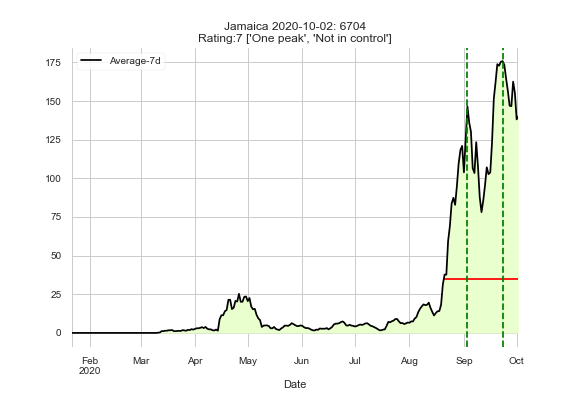 Jamaica 2020-10-02: 6704
Rating:7 ['One peak', 'Not in control']
Average-7d
175
150
125
100
75
50
25
0
Feb Mar Apr May Jun Jul Aug Sep Oct
2020
Date